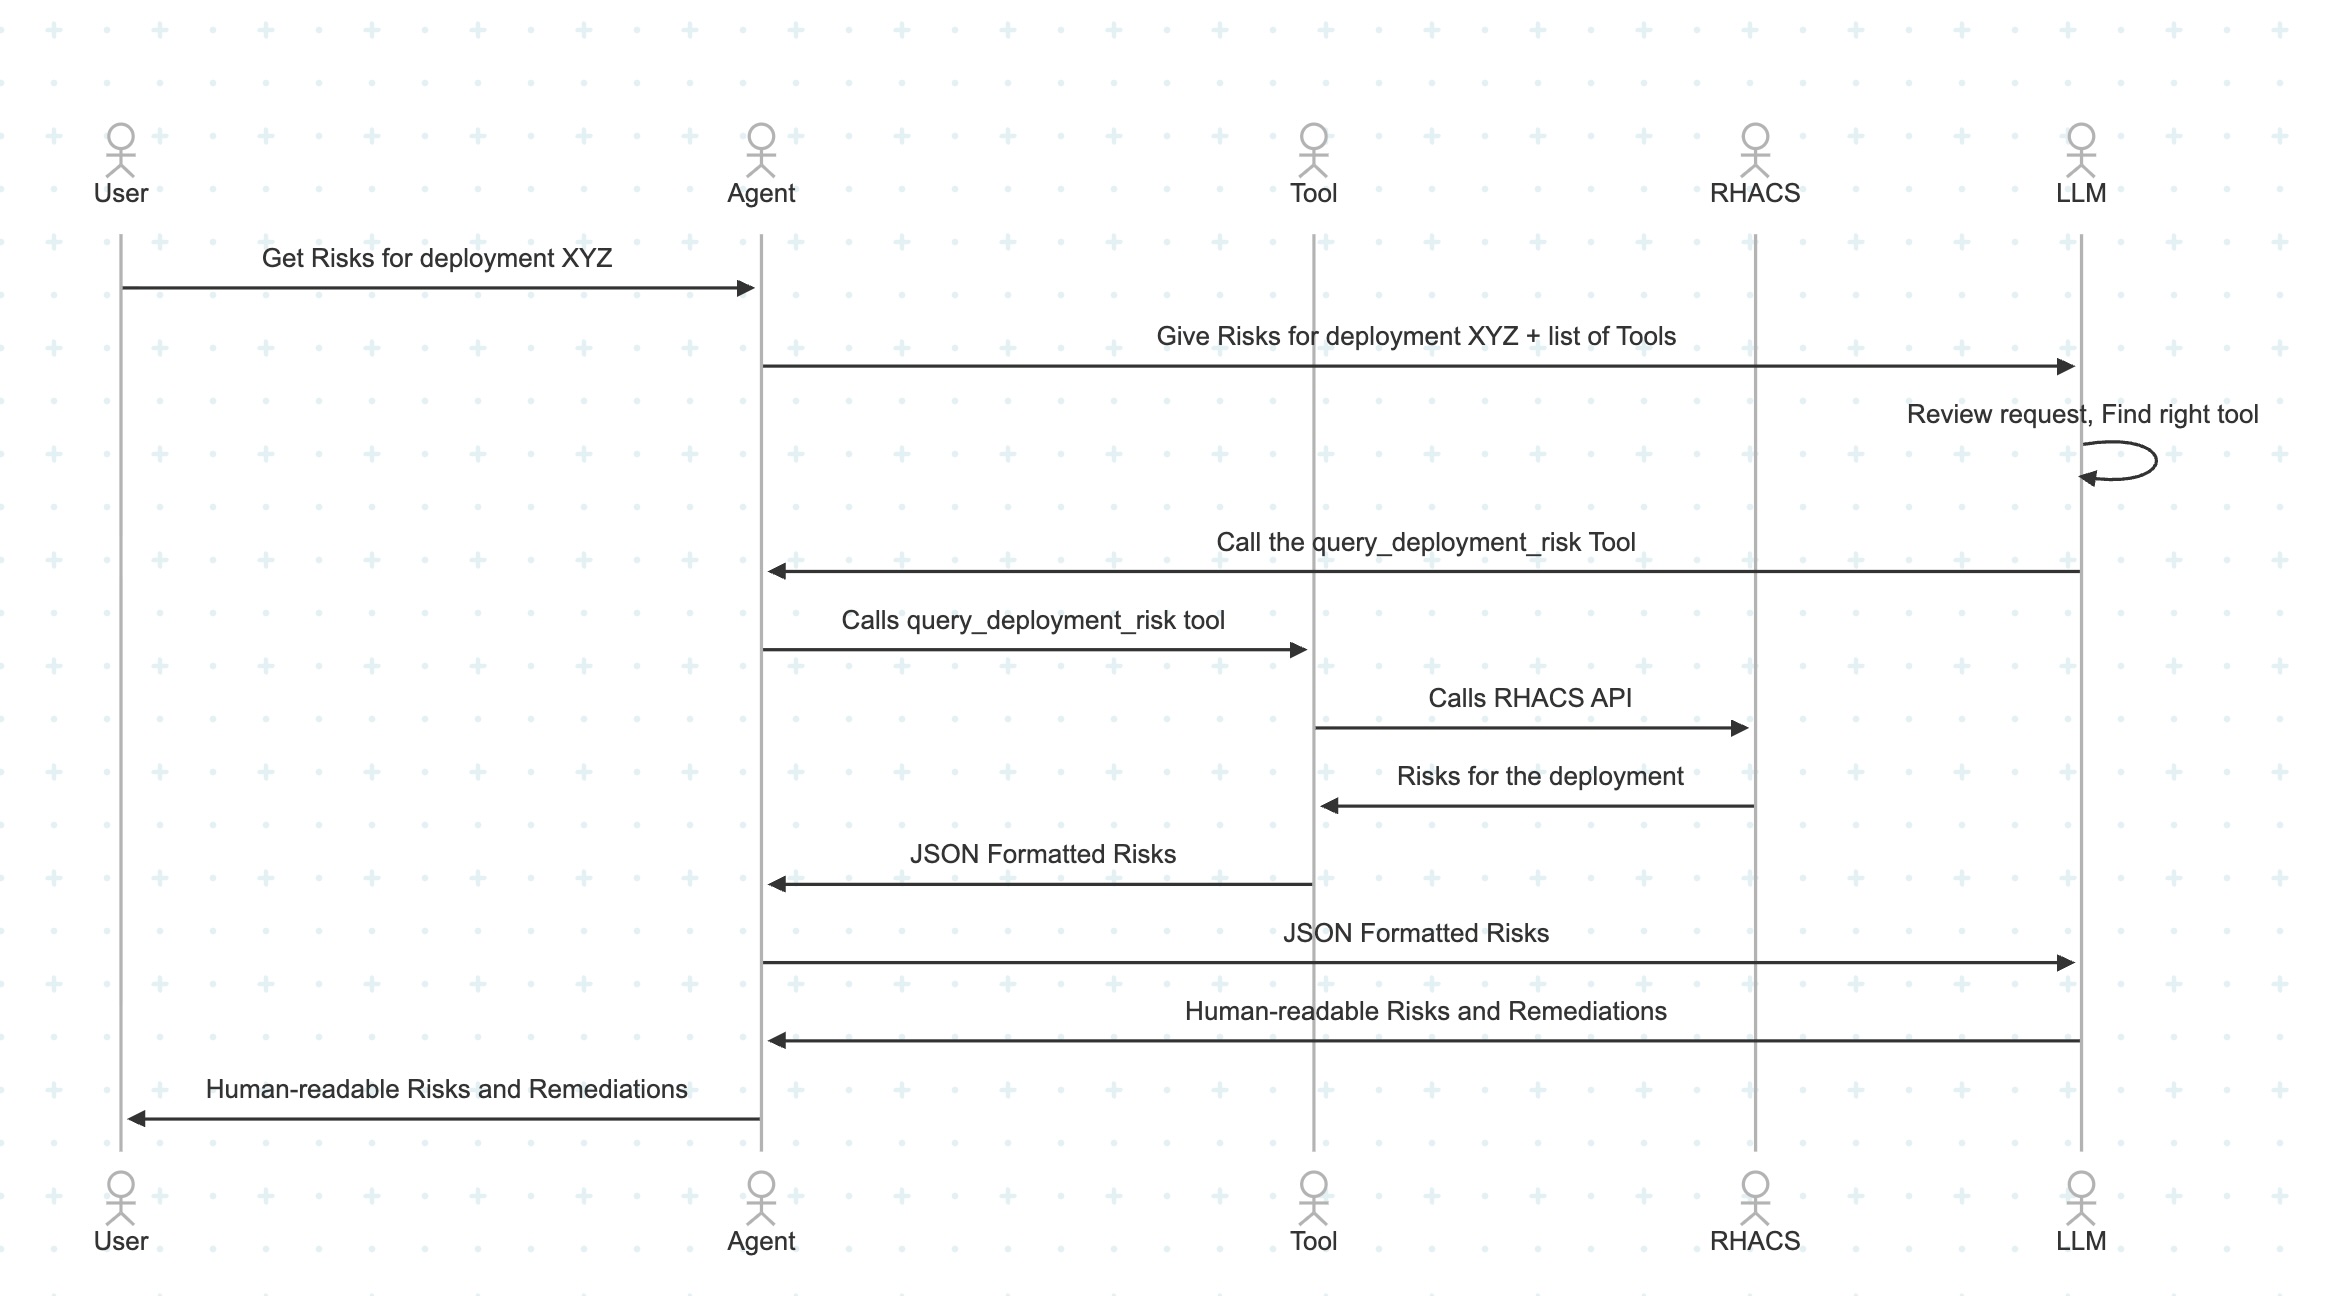 User
Agent
Tool
RHACS
LLM
Get Risks for deployment XYZ
Give Risks for deployment XYZ + list of Tools
Review request, Find right tool
Call the query_deployment_risk Tool
Calls query_deployment_risk tool
Calls RHACS API
Risks for the deployment
JSON Formatted Risks
JSON Formatted Risks
Human-readable Risks and Remediations
Human-readable Risks and Remediations
User
Agent
Tool
RHACS
LLM